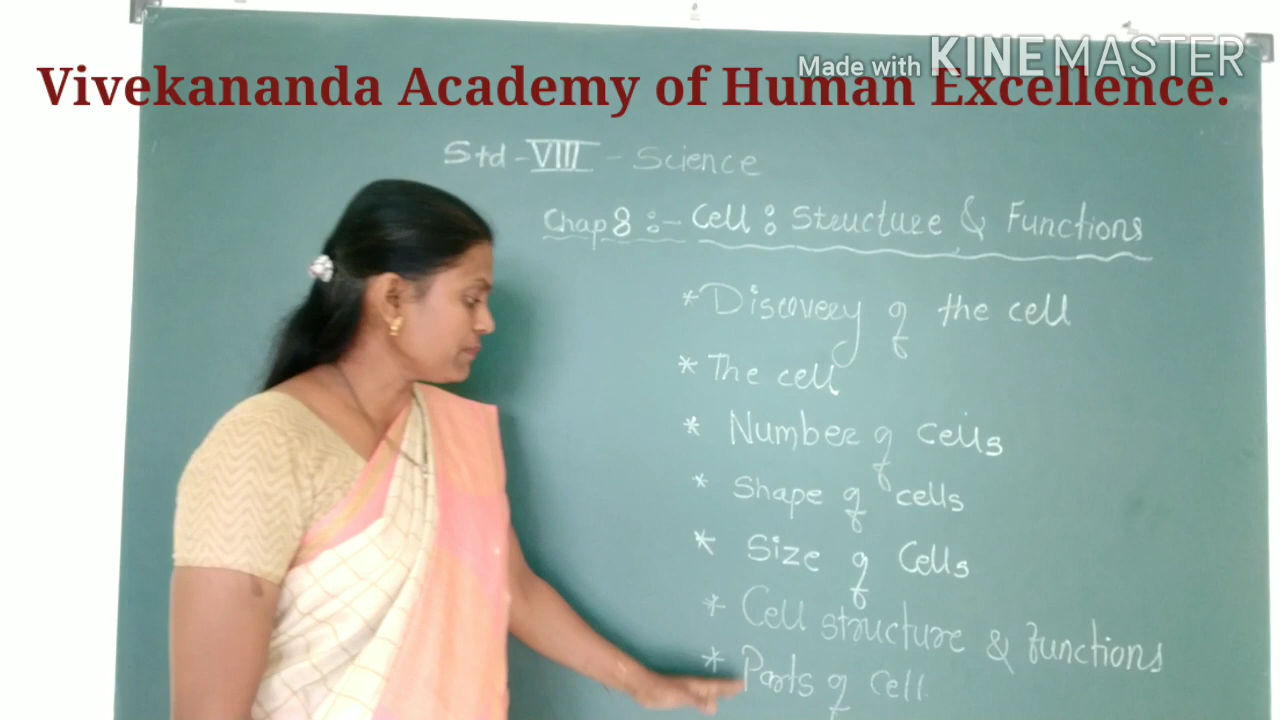 Made with KINEMASTER
Vivekananda Academy of Human Excellence.
Std - VIII - Science
Chap 8 :- Cell : Structure & Functions
* Discovery of the cell
* The cell
* Number of cells
* Shape of cells
* Size of Cells
* Cell structure & functions
* Parts of cell